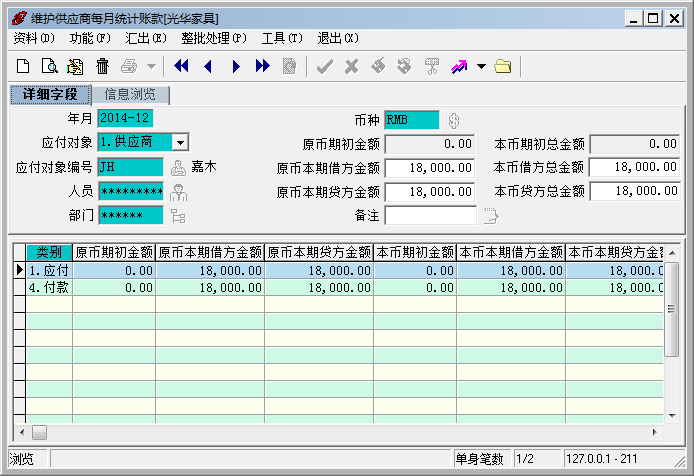 维护供应商每月统计账款[光华家具]
资料(D) 功能(F) 汇出(E) 整批处理(P) 工具(T) 退出(X)
详细字段 信息浏览
年月 2014-12 币种 RMB
应付对象 1.供应商 原币期初金额 0.00 本币期初总金额 0.00
应付对象编号 JH 嘉木 原币本期借方金额 18,000.00 本币借方总金额 18,000.00
人员 ********* 原币本期贷方金额 18,000.00 本币贷方总金额 18,000.00
部门 ****** 备注
类别 原币期初金额 原币本期借方金额 原币本期贷方金额 本币期初金额 本币本期借方金额 本币本期贷方金额
1.应付 0.00 18,000.00 18,000.00 0.00 18,000.00 18,000.00
4.付款 0.00 18,000.00 18,000.00 0.00 18,000.00 18,000.00
浏览 单身笔数 1/2 127.0.0.1 - 211